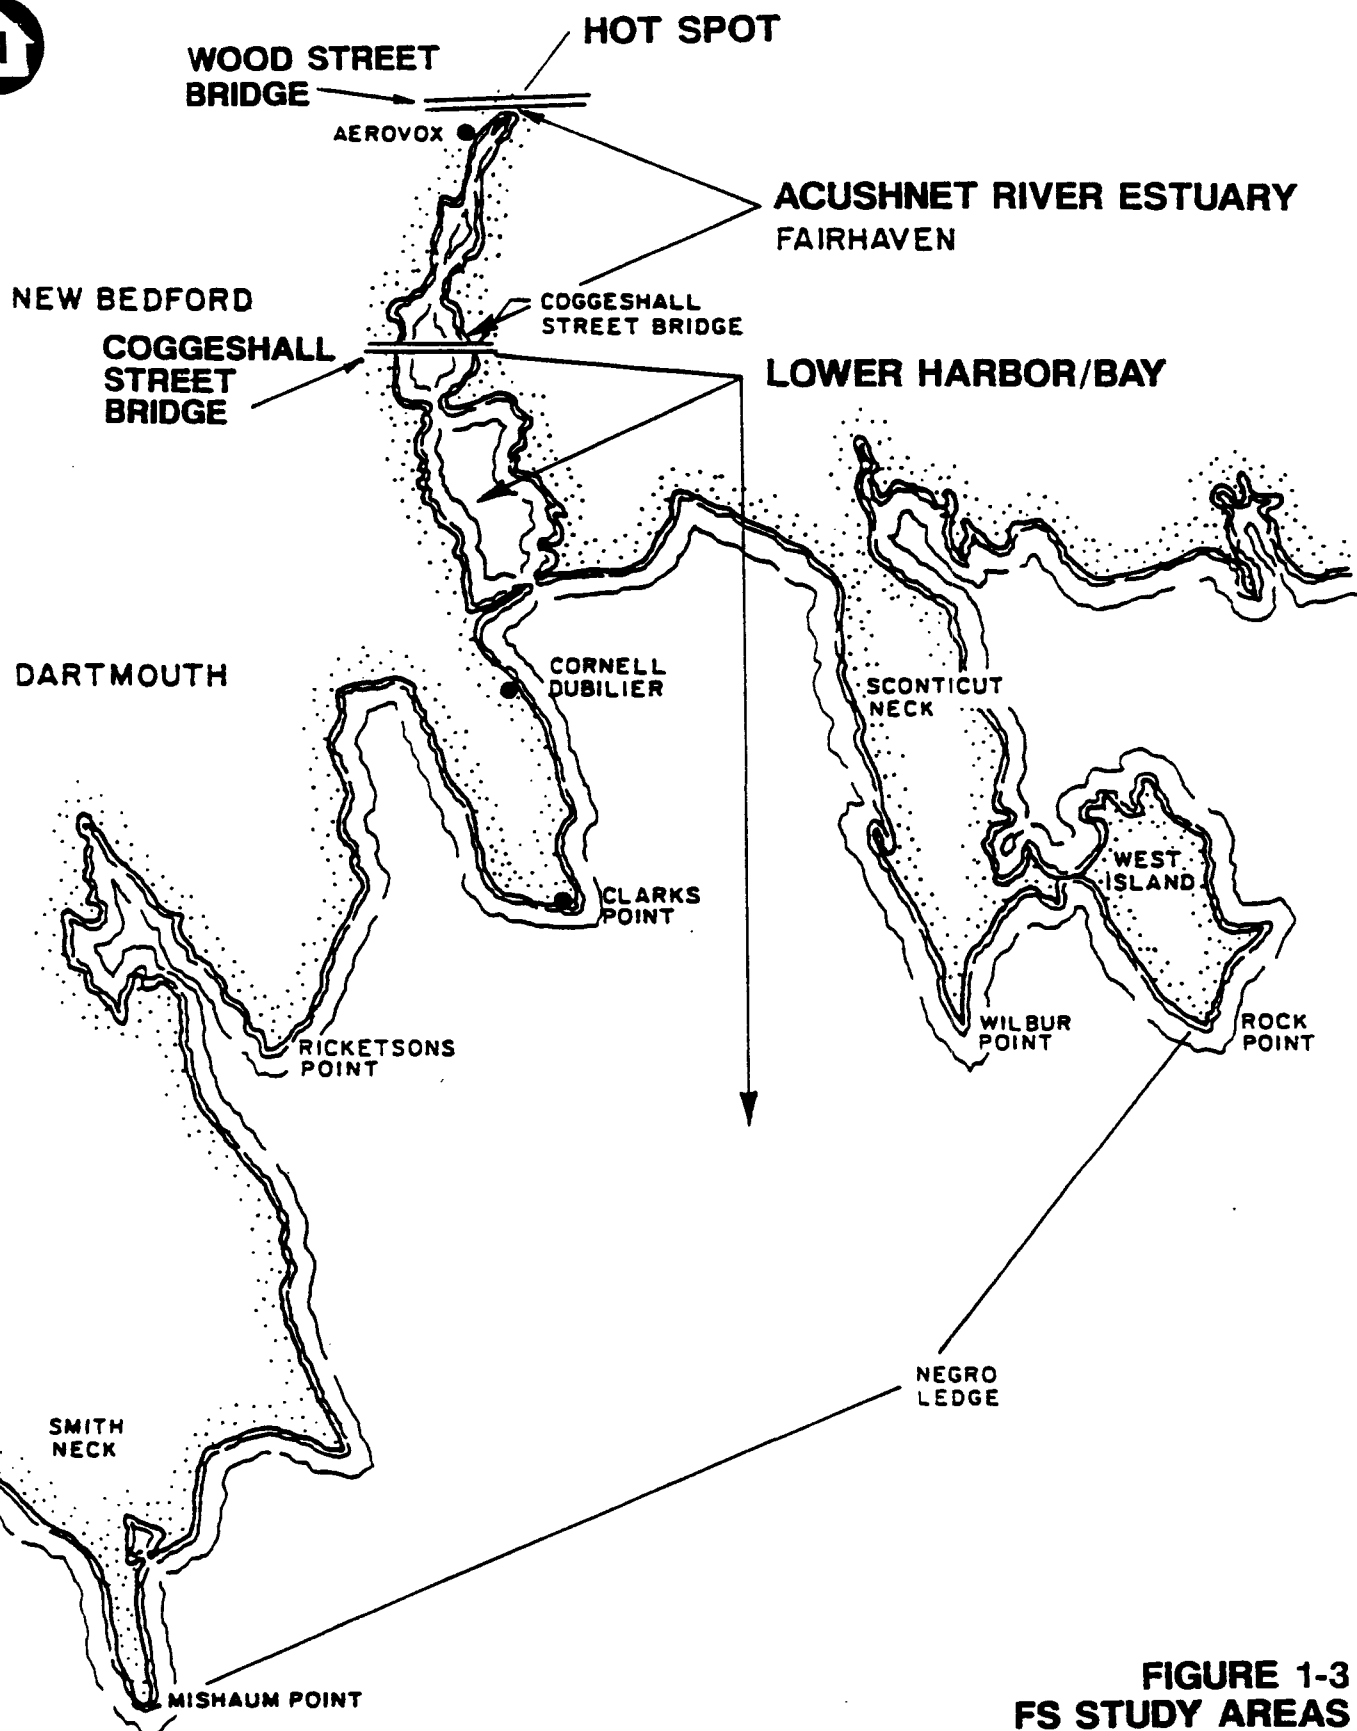 HOT SPOT
WOOD STREET
BRIDGE
AEROVOX
ACUSHNET RIVER ESTUARY
FAIRHAVEN
NEW BEDFORD
COGGESHALL
STREET BRIDGE
COGGESHALL
STREET
BRIDGE
LOWER HARBOR/BAY
DARTMOUTH
CORNELL
DUBILIER
SCONTICUT
NECK
WEST
ISLAND
CLARKS
POINT
RICKETSONS
POINT
WILBUR
POINT
ROCK
POINT
NEGRO
LEDGE
SMITH
NECK
MISHAUM POINT
FIGURE 1-3
FS STUDY AREAS